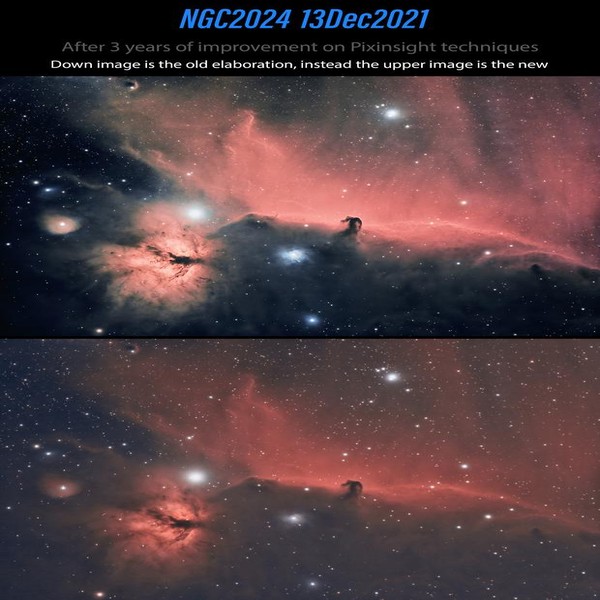 NGC2024 13Dec2021
After 3 years of improvement on Pixinsight techniques
Down image is the old elaboration, instead the upper image is the new